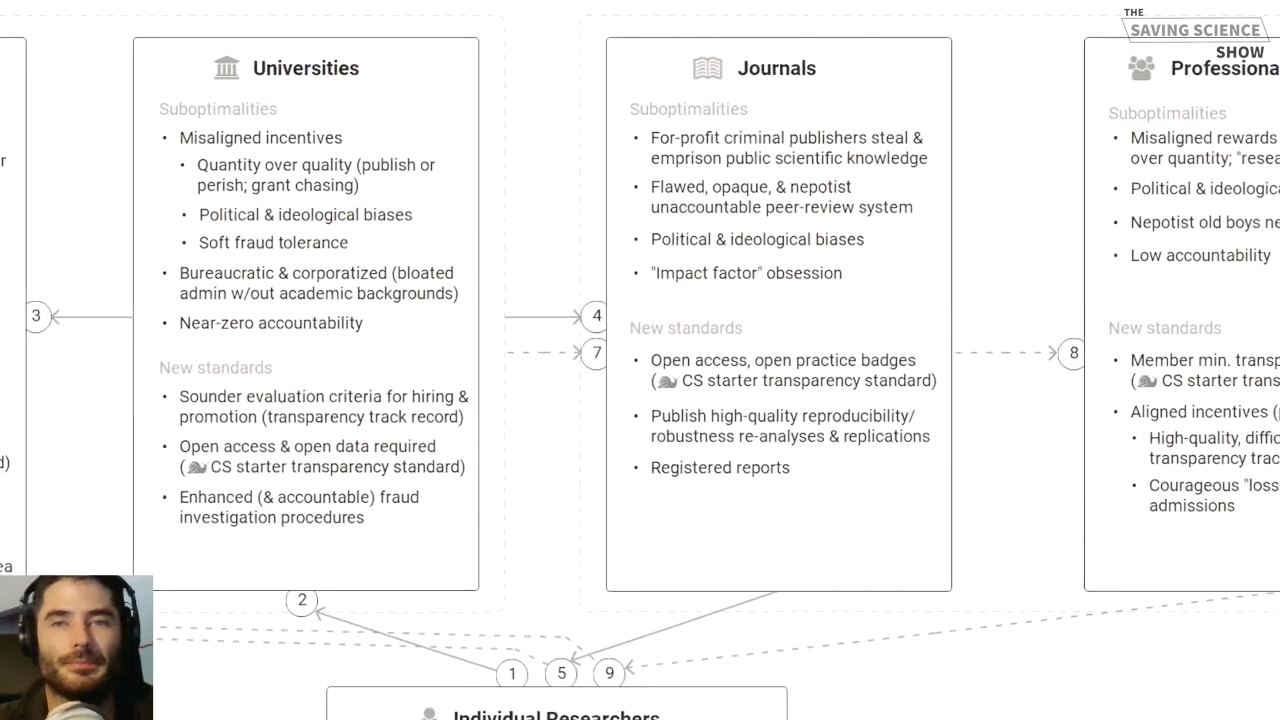 THE
SAVING SCIENCE
SHOW
Universities
Suboptimalities
• Misaligned incentives
• Quantity over quality (publish or
perish; grant chasing)
• Political & ideological biases
• Soft fraud tolerance
• Bureaucratic & corporatized (bloated
admin w/out academic backgrounds)
• Near-zero accountability
New standards
• Sounder evaluation criteria for hiring &
promotion (transparency track record)
• Open access & open data required
( CS starter transparency standard)
• Enhanced (& accountable) fraud
investigation procedures
Journals
Suboptimalities
• For-profit criminal publishers steal &
emprison public scientific knowledge
• Flawed, opaque, & nepotist
unaccountable peer-review system
• Political & ideological biases
• "Impact factor" obsession
New standards
• Open access, open practice badges
( CS starter transparency standard)
• Publish high-quality reproducibility/
robustness re-analyses & replications
• Registered reports
Professiona
Suboptimalities
• Misaligned rewards
over quantity; "resea
• Political & ideologica
• Nepotist old boys ne
• Low accountability
New standards
• Member min. transp
( CS starter trans
• Aligned incentives (p
• High-quality, diffic
transparency trac
• Courageous "loss
admissions
r
d)
ea
3
4
7
8
2
1
5
9
Individual Researchers